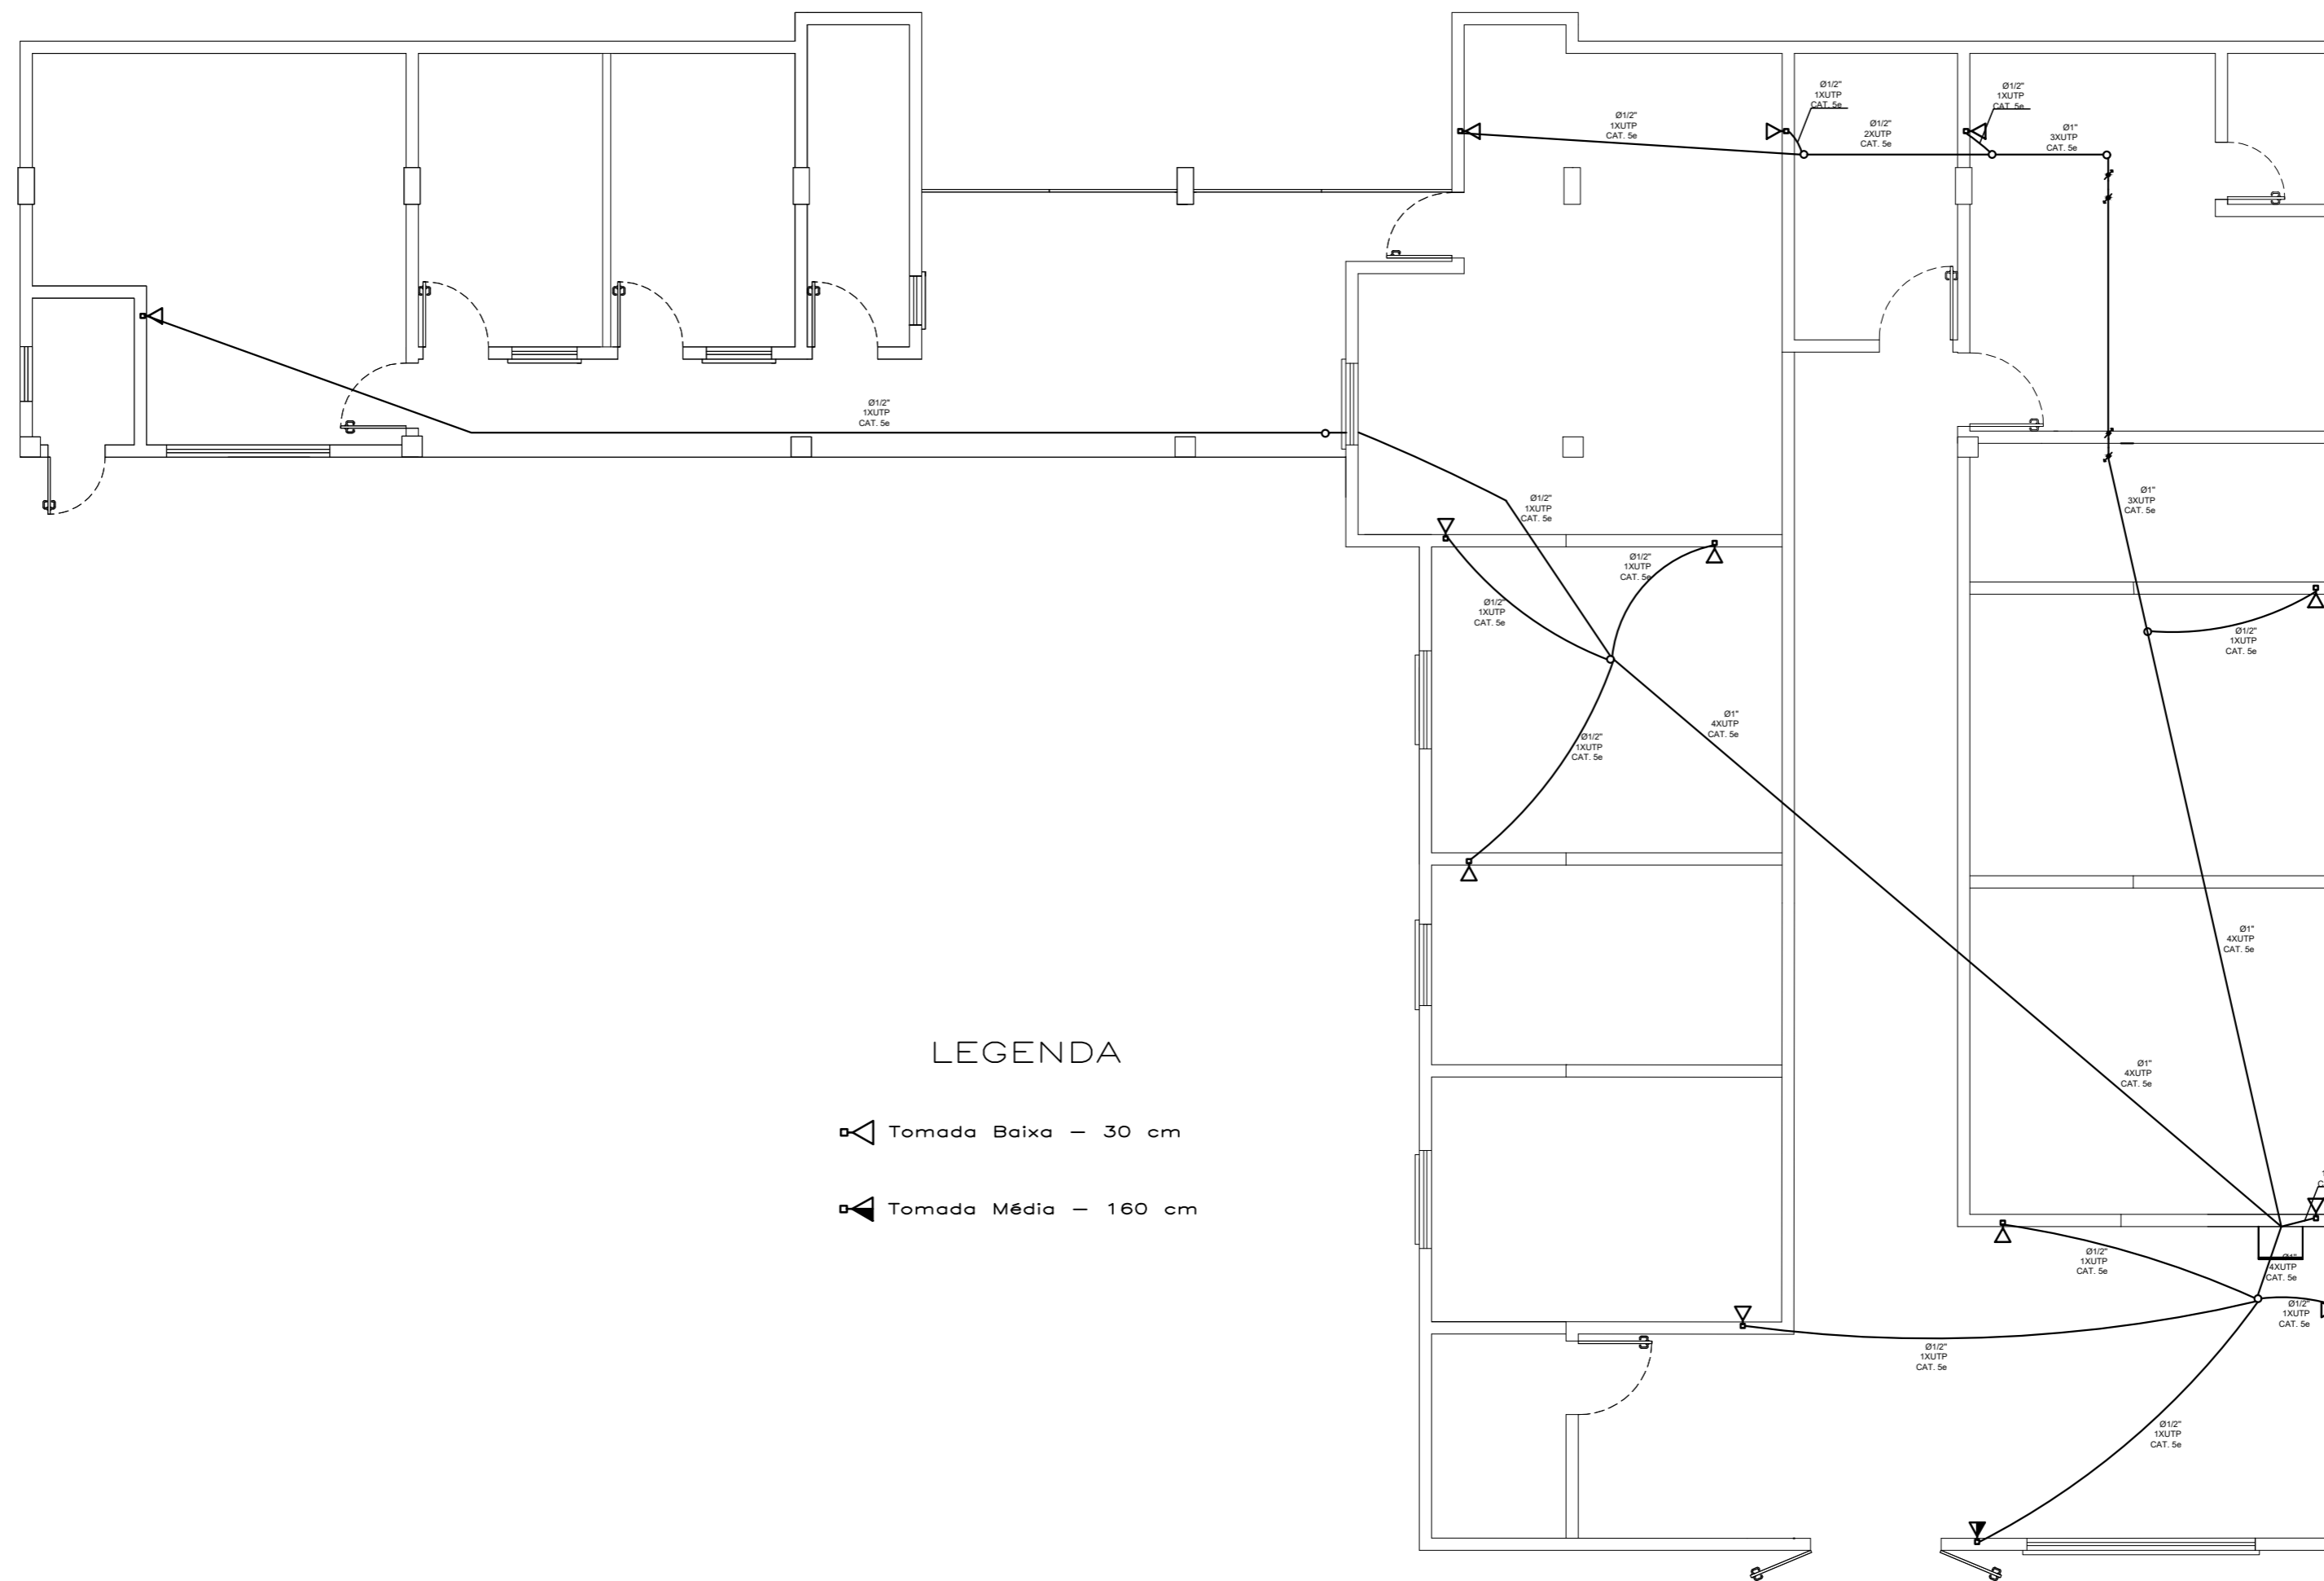 Ø1/2"
1XUTP
CAT. 5e
Ø1/2"
1XUTP
CAT. 5e
Ø1/2"
1XUTP
CAT. 5e
Ø1/2"
2XUTP
CAT. 5e
Ø1"
3XUTP
CAT. 5e
Ø1/2"
1XUTP
CAT. 5e
Ø1/2"
1XUTP
CAT. 5e
Ø1"
3XUTP
CAT. 5e
Ø1/2"
1XUTP
CAT. 5e
Ø1/2"
1XUTP
CAT. 5e
Ø1/2"
1XUTP
CAT. 5e
Ø1"
4XUTP
CAT. 5e
Ø1/2"
1XUTP
CAT. 5e
Ø1"
4XUTP
CAT. 5e
LEGENDA
Tomada Baixa – 30 cm
Tomada Média – 160 cm
Ø1"
4XUTP
CAT. 5e
Ø1/2"
1XUTP
CAT. 5e
Ø1"
4XUTP
CAT. 5e
Ø1/2"
1XUTP
CAT. 5e
Ø1/2"
1XUTP
CAT. 5e
Ø1/2"
1XUTP
CAT. 5e